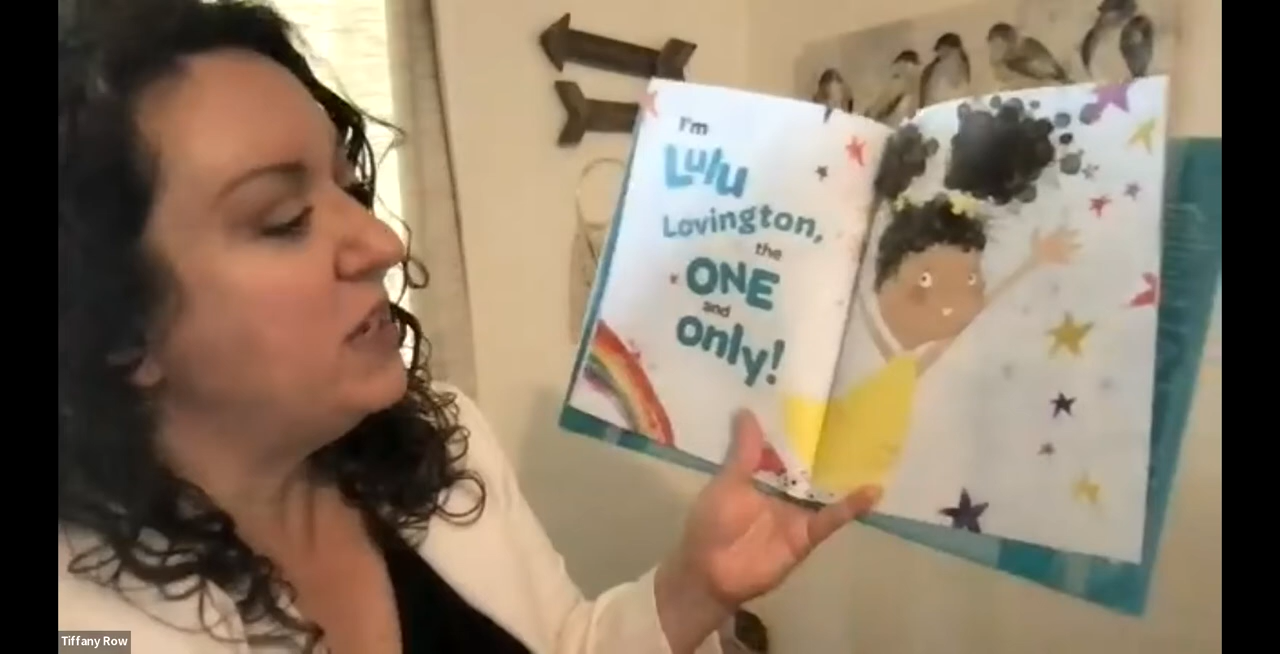 I'm
Lulu
Lovington,
the
ONE
and
only!
Tiffany Row